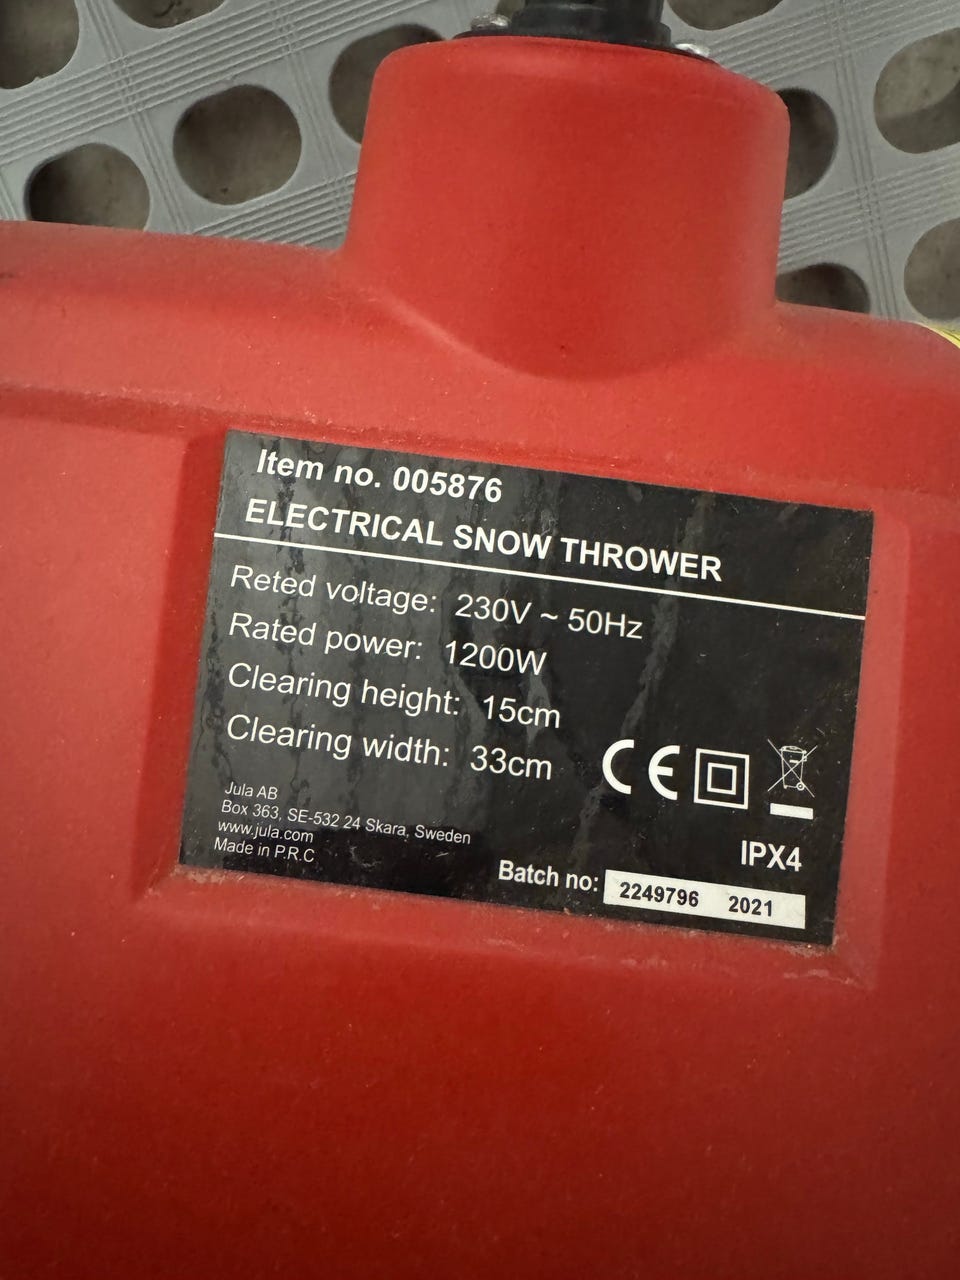 Item no. 005876
ELECTRICAL SNOW THROWER
Reted voltage: 230V ~ 50Hz
Rated power: 1200W
Clearing height: 15cm
Clearing width: 33cm
CE
Jula AB
Box 363, SE-532 24 Skara, Sweden
www.jula.com
Made in P.R.C
IPX4
Batch no: 2249796 2021